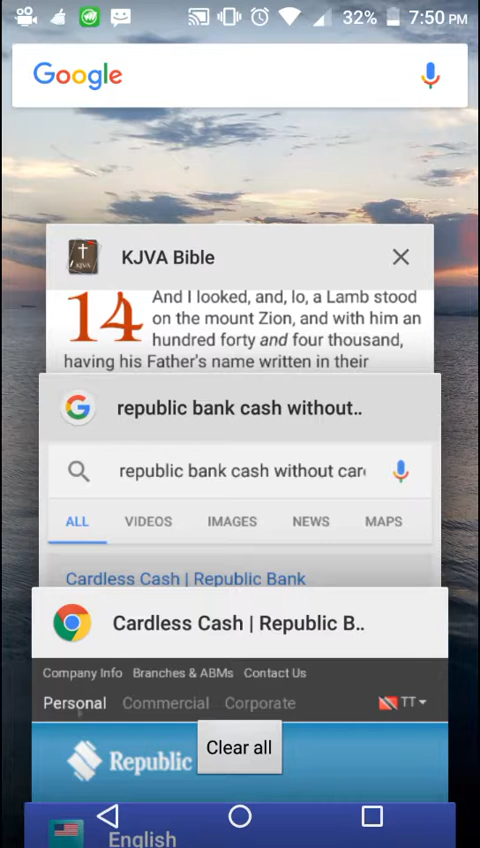 32% 7:50 PM
Google
KJVA Bible
KJVA
14 And I looked, and, lo, a Lamb stood
on the mount Zion, and with him an
hundred forty and four thousand,
having his Father's name written in their
republic bank cash without..
republic bank cash without car
ALL VIDEOS IMAGES NEWS MAPS
Cardless Cash | Republic Bank
Cardless Cash | Republic B..
Company Info Branches & ABMs Contact Us
Personal Commercial Corporate TT
Clear all
Republic
English